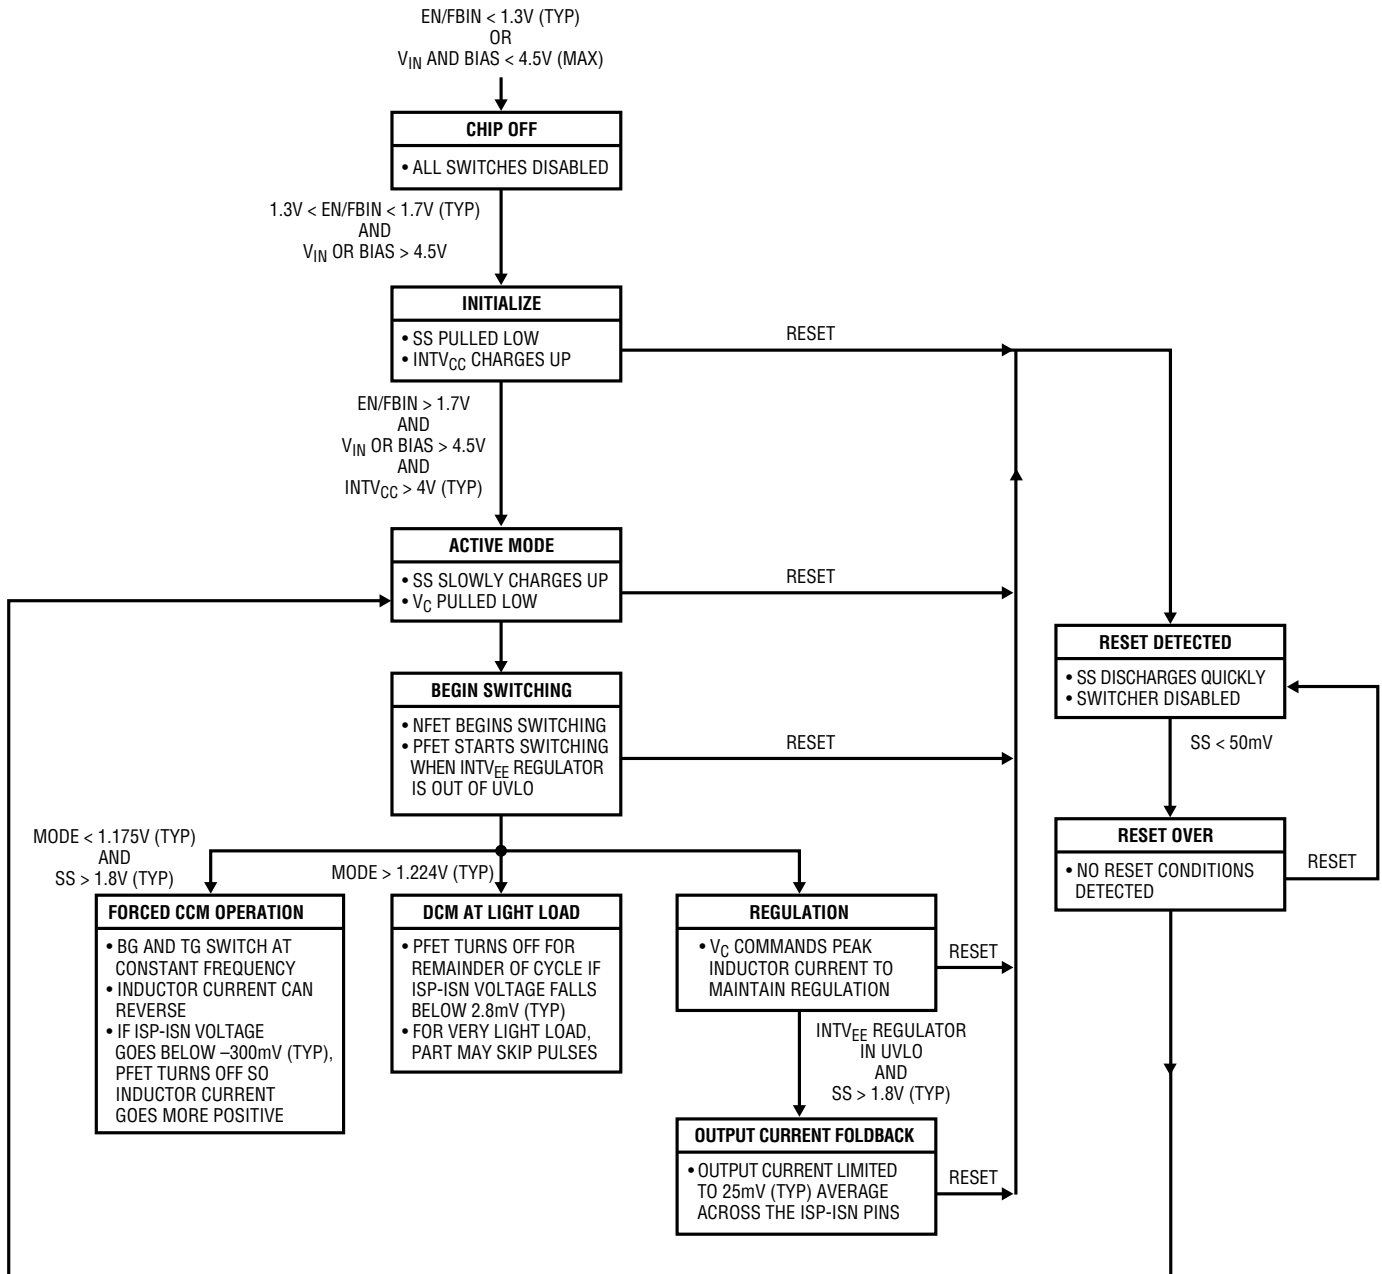 EN/FBIN < 1.3V (TYP)
OR
VIN AND BIAS < 4.5V (MAX)
CHIP OFF
• ALL SWITCHES DISABLED
1.3V < EN/FBIN < 1.7V (TYP)
AND
VIN OR BIAS > 4.5V
INITIALIZE
• SS PULLED LOW
• INTVCC CHARGES UP
RESET
EN/FBIN > 1.7V
AND
VIN OR BIAS > 4.5V
AND
INTVCC > 4V (TYP)
ACTIVE MODE
• SS SLOWLY CHARGES UP
• VC PULLED LOW
RESET
BEGIN SWITCHING
• NFET BEGINS SWITCHING
• PFET STARTS SWITCHING
WHEN INTVEE REGULATOR
IS OUT OF UVLO
RESET
RESET DETECTED
• SS DISCHARGES QUICKLY
• SWITCHER DISABLED
SS < 50mV
RESET OVER
• NO RESET CONDITIONS
DETECTED
RESET
MODE < 1.175V (TYP)
AND
SS > 1.8V (TYP)
MODE > 1.224V (TYP)
FORCED CCM OPERATION
• BG AND TG SWITCH AT
CONSTANT FREQUENCY
• INDUCTOR CURRENT CAN
REVERSE
• IF ISP-ISN VOLTAGE
GOES BELOW –300mV (TYP),
PFET TURNS OFF SO
INDUCTOR CURRENT
GOES MORE POSITIVE
DCM AT LIGHT LOAD
• PFET TURNS OFF FOR
REMAINDER OF CYCLE IF
ISP-ISN VOLTAGE FALLS
BELOW 2.8mV (TYP)
• FOR VERY LIGHT LOAD,
PART MAY SKIP PULSES
REGULATION
• VC COMMANDS PEAK
INDUCTOR CURRENT TO
MAINTAIN REGULATION
RESET
INTVEE REGULATOR
IN UVLO
AND
SS > 1.8V (TYP)
OUTPUT CURRENT FOLDBACK
• OUTPUT CURRENT LIMITED
TO 25mV (TYP) AVERAGE
ACROSS THE ISP-ISN PINS
RESET